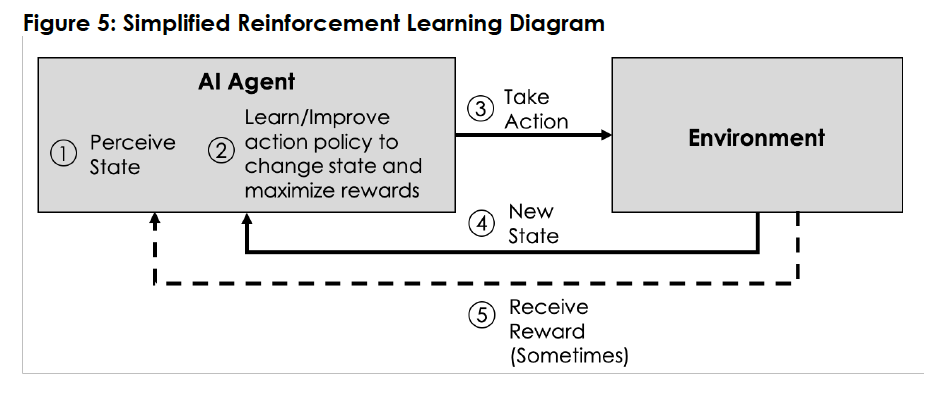 Figure 5: Simplified Reinforcement Learning Diagram
AI Agent
① Perceive
State
② Learn/Improve
action policy to
change state and
maximize rewards
③ Take
Action
Environment
④ New
State
⑤ Receive
Reward
(Sometimes)